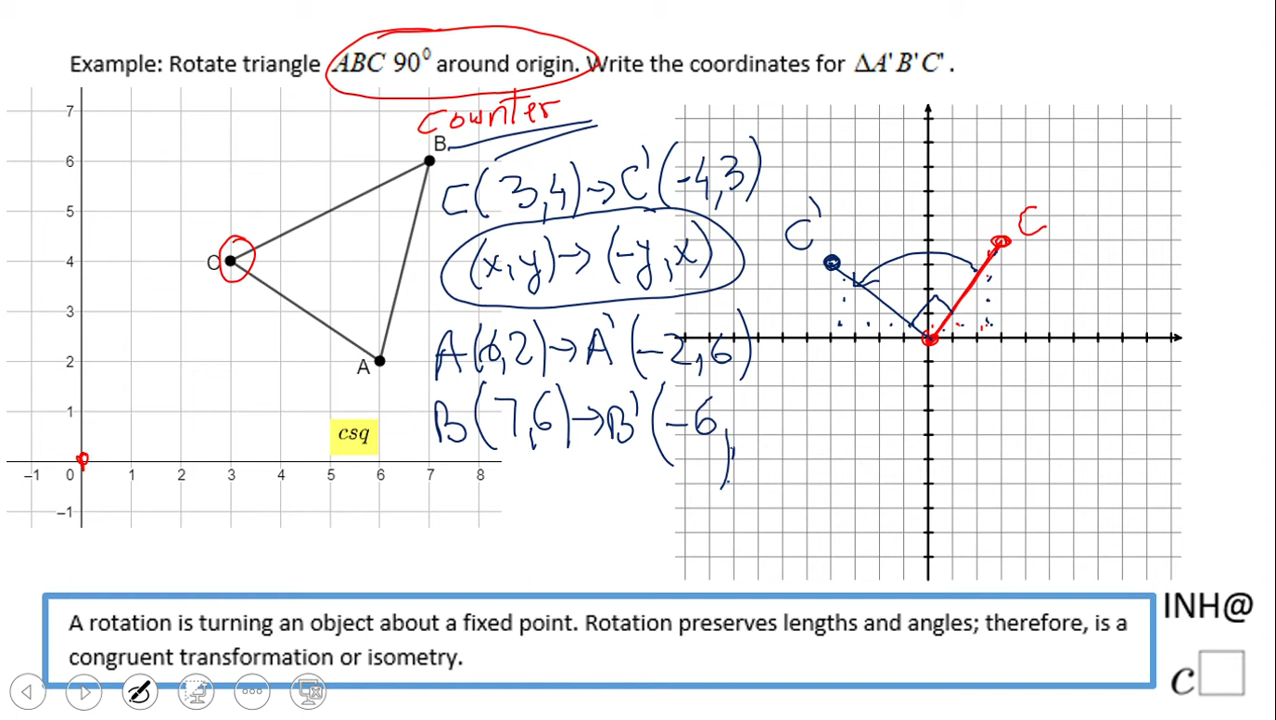 Example: Rotate triangle ABC 90⁰ around origin. Write the coordinates for ΔA'B'C'.
Counter
C(3,4)→C'(-4,3)
(x,y)→(-y,x)
A(6,2)→A'(-2,6)
B(7,6)→B'(-6,
7
6
5
4
3
2
1
-1
-1 0 1 2 3 4 5 6 7 8
B
C
A
csq
C'
C
A rotation is turning an object about a fixed point. Rotation preserves lengths and angles; therefore, is a
congruent transformation or isometry.
INH@
c